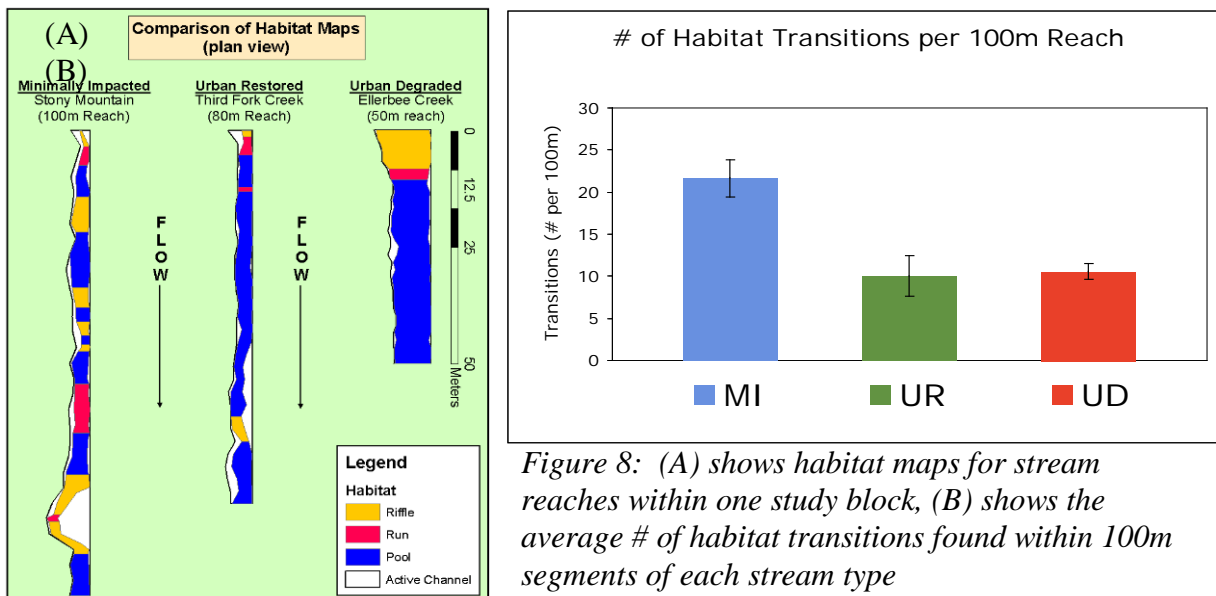 (A)
(B)
Comparison of Habitat Maps
(plan view)
Minimally Impacted
Stony Mountain
(100m Reach)
Urban Restored
Third Fork Creek
(80m Reach)
Urban Degraded
Ellerbee Creek
(50m reach)
FLOW
FLOW
0
12.5
25
50
Meters
Legend
Habitat
Riffle
Run
Pool
Active Channel
# of Habitat Transitions per 100m Reach
Transitions (# per 100m)
30
25
20
15
10
5
0
MI
UR
UD
Figure 8: (A) shows habitat maps for stream
reaches within one study block, (B) shows the
average # of habitat transitions found within 100m
segments of each stream type